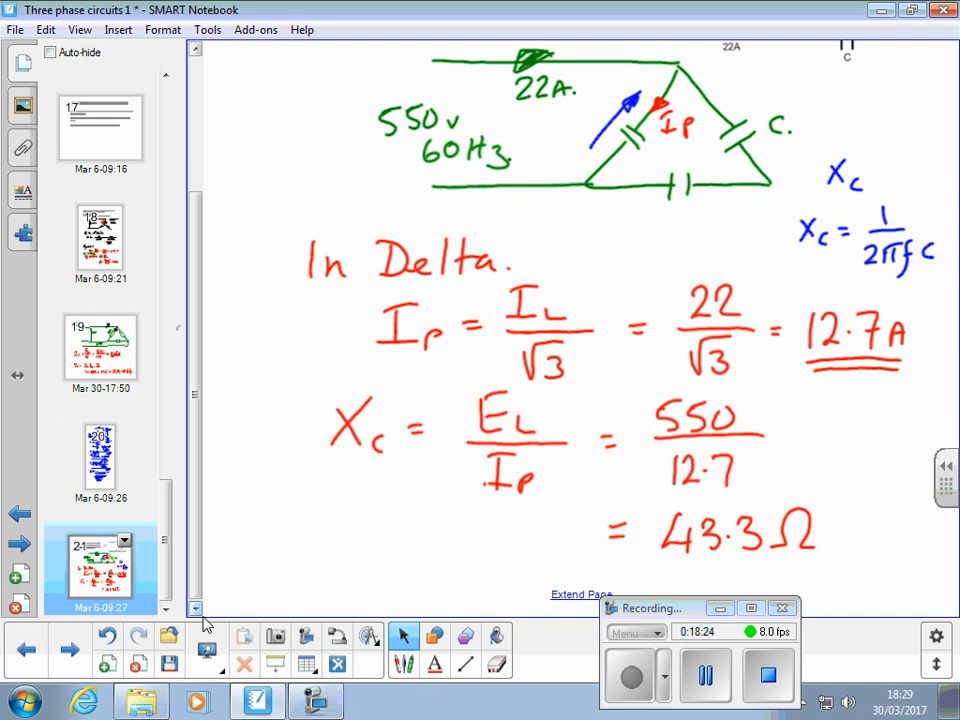 Three phase circuits 1 * - SMART Notebook
File Edit View Insert Format Tools Add-ons Help
Auto-hide
17
Mar 6-09:16
18
Mar 6-09:21
19
Mar 30-17:50
20
Mar 6-09:26
21
Mar 6-09:27
22A
C
22A.
550v
60Hz.
IP
C.
XC
XC = 1/2πfC
In Delta.
IP = IL/√3 = 22/√3 = 12.7A
XC = EL/IP = 550/12.7
= 43.3Ω
Extend Page
Recording...
Menu
0:18:24
8.0 fps
18:29
30/03/2017